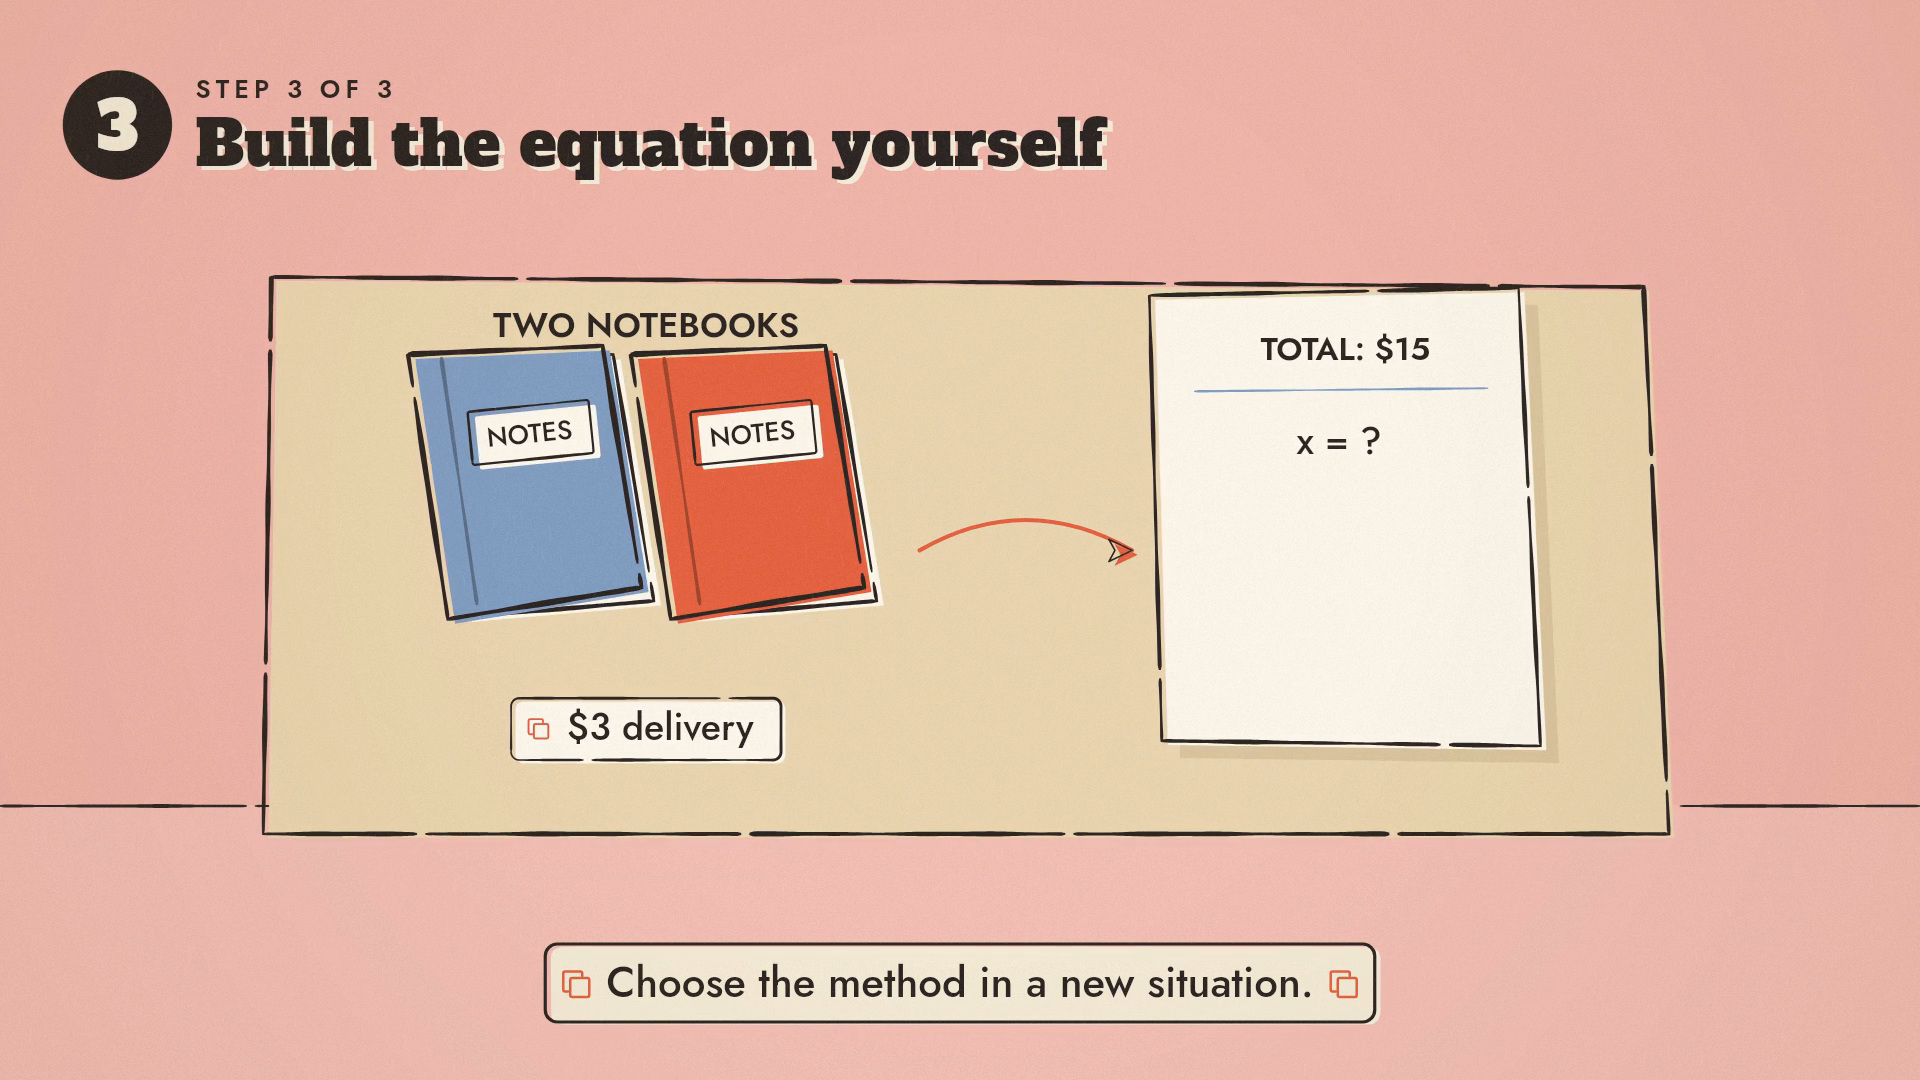 3
STEP 3 OF 3
Build the equation yourself
TWO NOTEBOOKS
NOTES
NOTES
$3 delivery
TOTAL: $15
x = ?
Choose the method in a new situation.